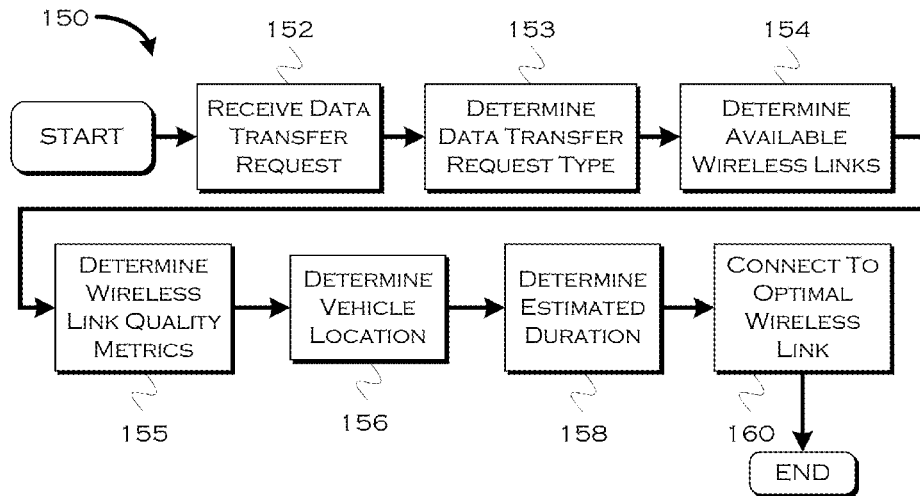 150
152
153
154
START
RECEIVE DATA
TRANSFER
REQUEST
DETERMINE
DATA TRANSFER
REQUEST TYPE
DETERMINE
AVAILABLE
WIRELESS LINKS
DETERMINE
WIRELESS
LINK QUALITY
METRICS
DETERMINE
VEHICLE
LOCATION
DETERMINE
ESTIMATED
DURATION
CONNECT TO
OPTIMAL
WIRELESS
LINK
155
156
158
160
END